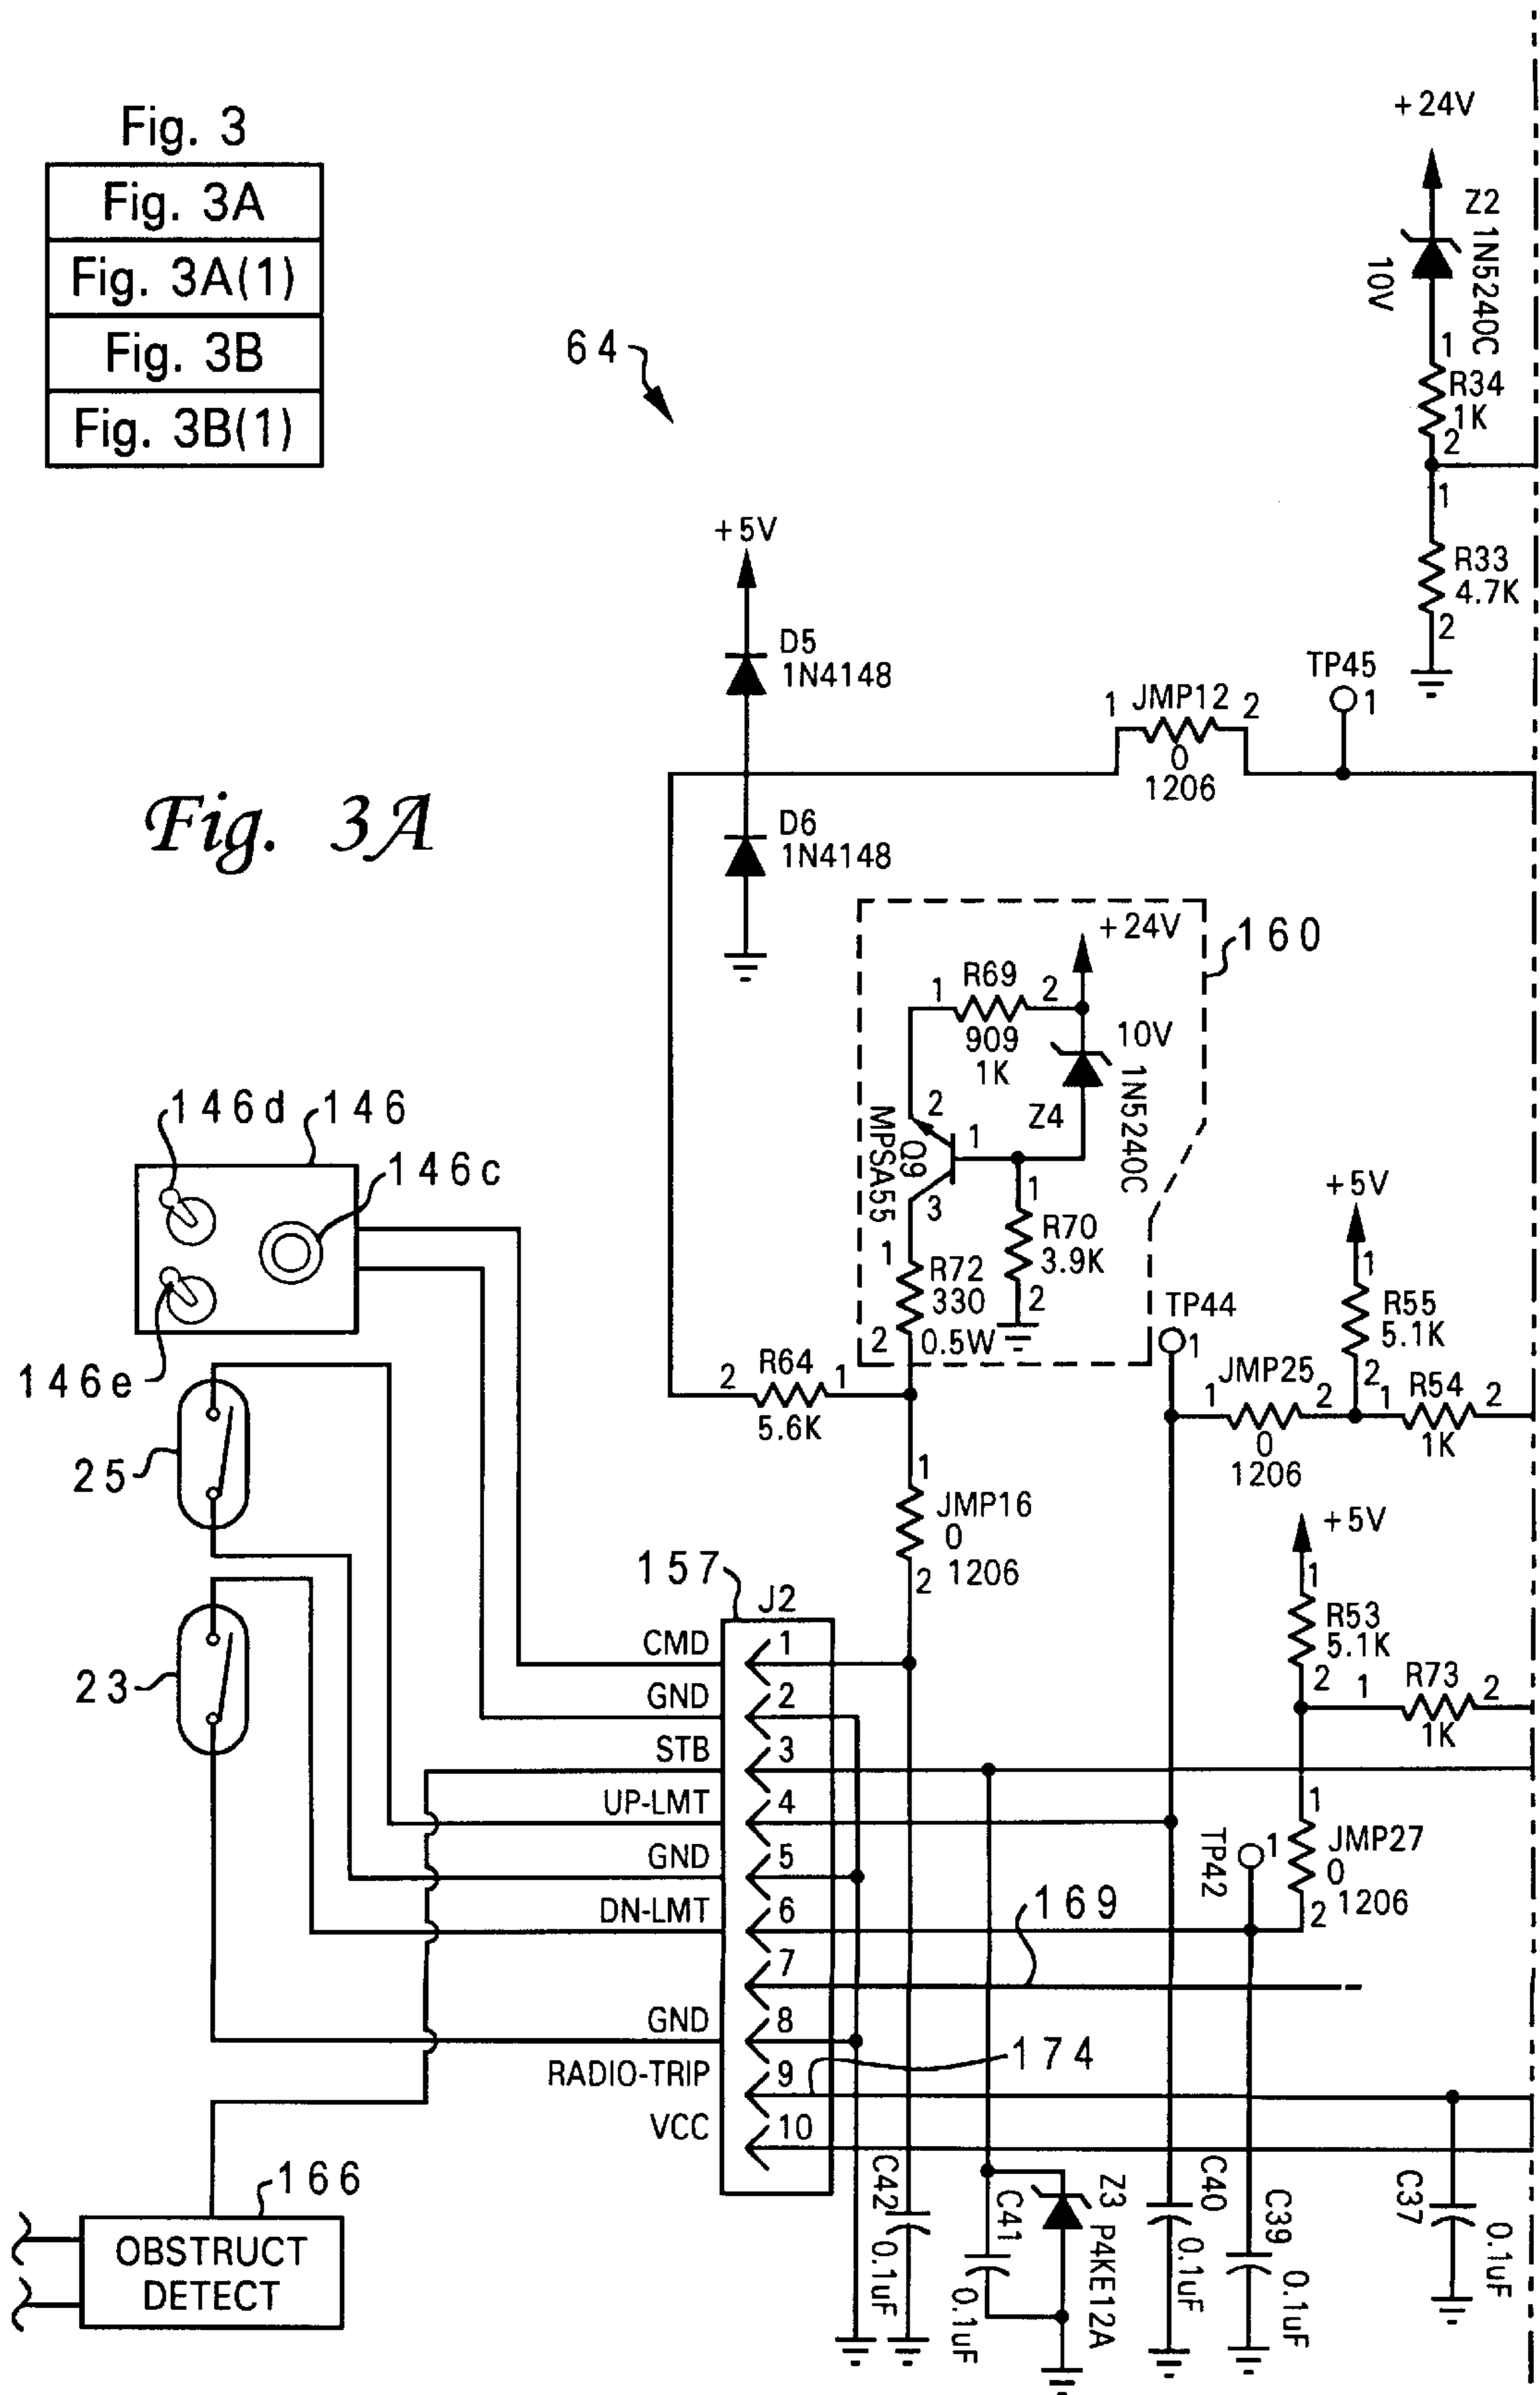 Fig. 3
Fig. 3A
Fig. 3A(1)
Fig. 3B
Fig. 3B(1)
64
+24V
Z2 1N5240C
10V
1
R34
1K
2
1
R33
4.7K
2
+5V
D5
1N4148
D6
1N4148
1 JMP12 2
0
1206
TP45
1
Fig. 3A
160
+24V
1 R69 2
909
1K
10V
1N5240C
Z4
2
1
Q9
MPSA55
3
1
R72
330
2 0.5W
1
R70
3.9K
2
146d
146
146c
146e
25
23
2 R64 1
5.6K
TP44
1
+5V
1
R55
5.1K
2
JMP25
1 2
0
1206
1 R54 2
1K
1
JMP16
0
2 1206
+5V
1
R53
5.1K
2
1 R73 2
1K
157
J2
CMD 1
GND 2
STB 3
UP-LMT 4
GND 5
DN-LMT 6
7
GND 8
RADIO-TRIP 9
VCC 10
TP42
1
1
JMP27
0
2 1206
169
174
C42
0.1uF
C41
0.1uF
Z3 P4KE12A
C40
0.1uF
C39
0.1uF
C37
0.1uF
166
OBSTRUCT
DETECT